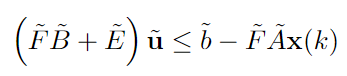 (F̃B̃ + Ẽ) ũ ≤ b̃ − F̃Ãx(k)